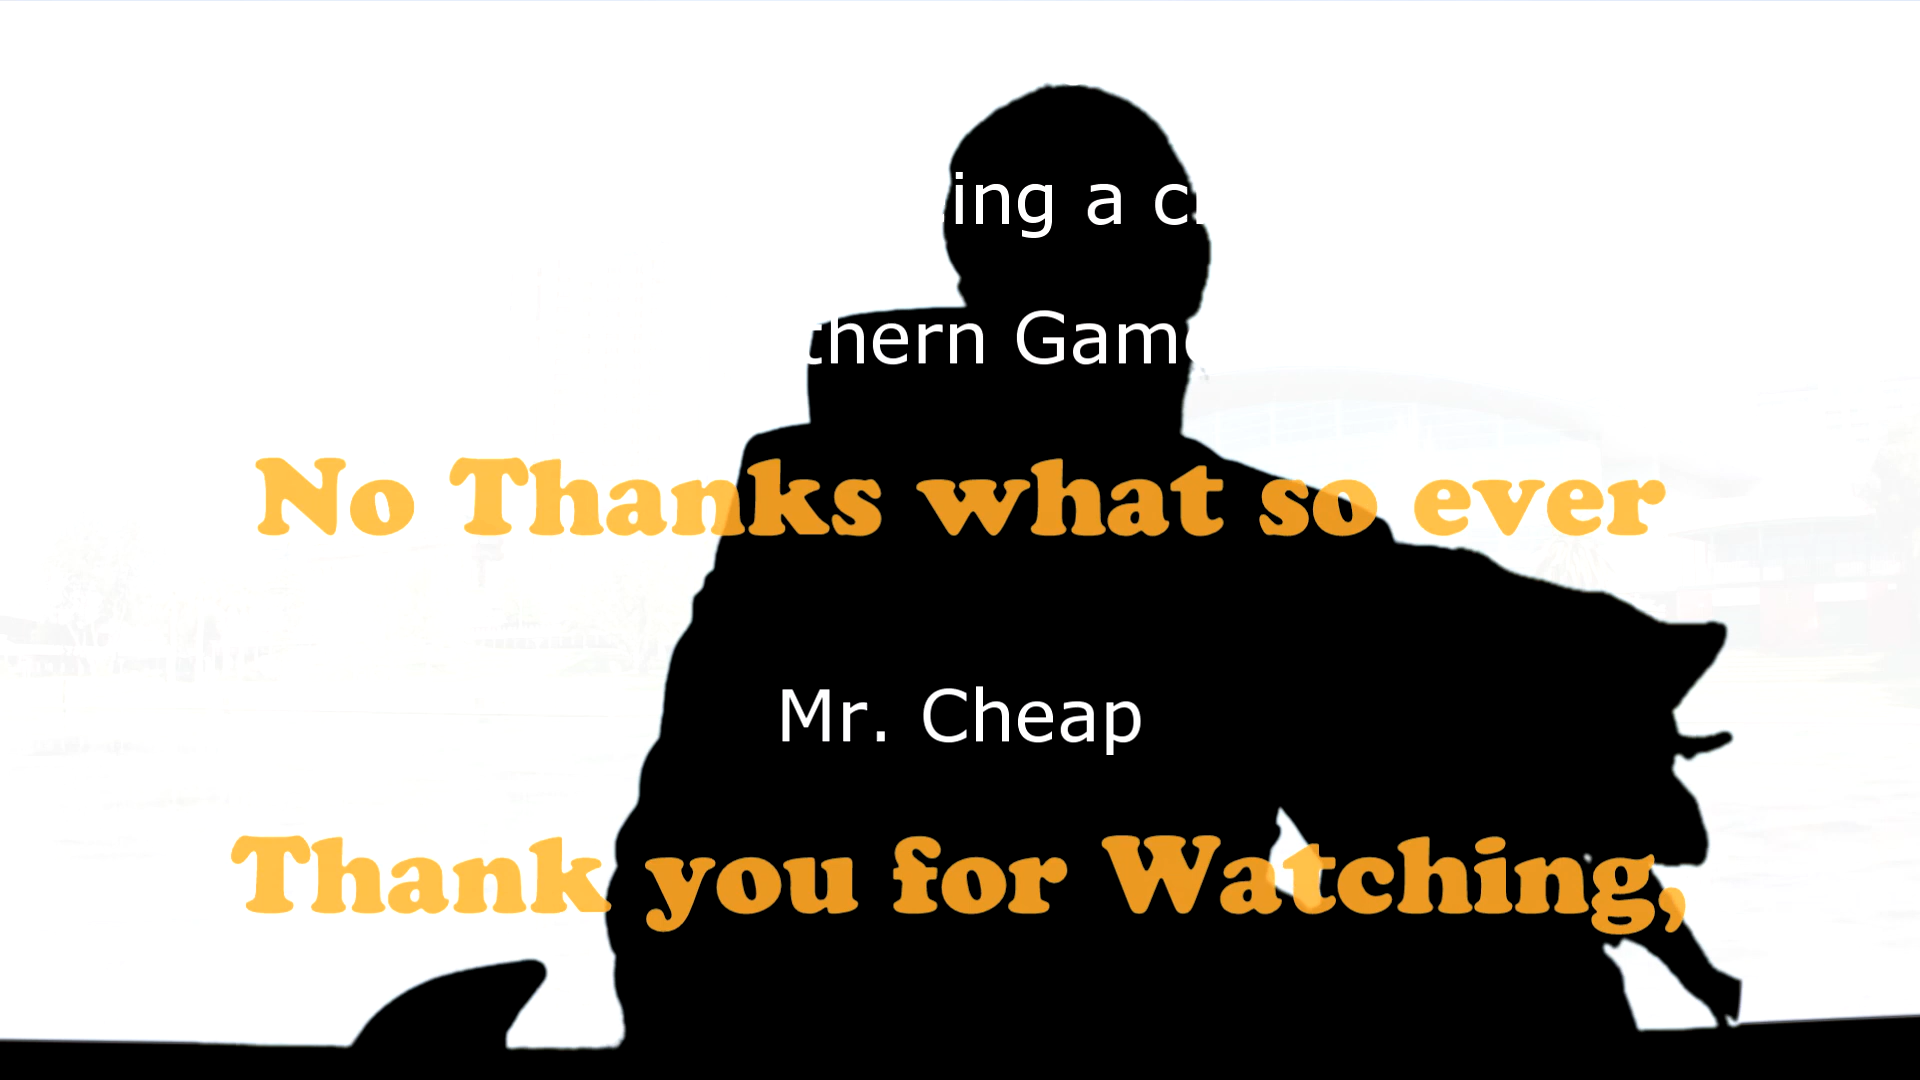 ing a
thern Gam
No Thanks what so ever
Mr. Cheap
Thank you for Watching,